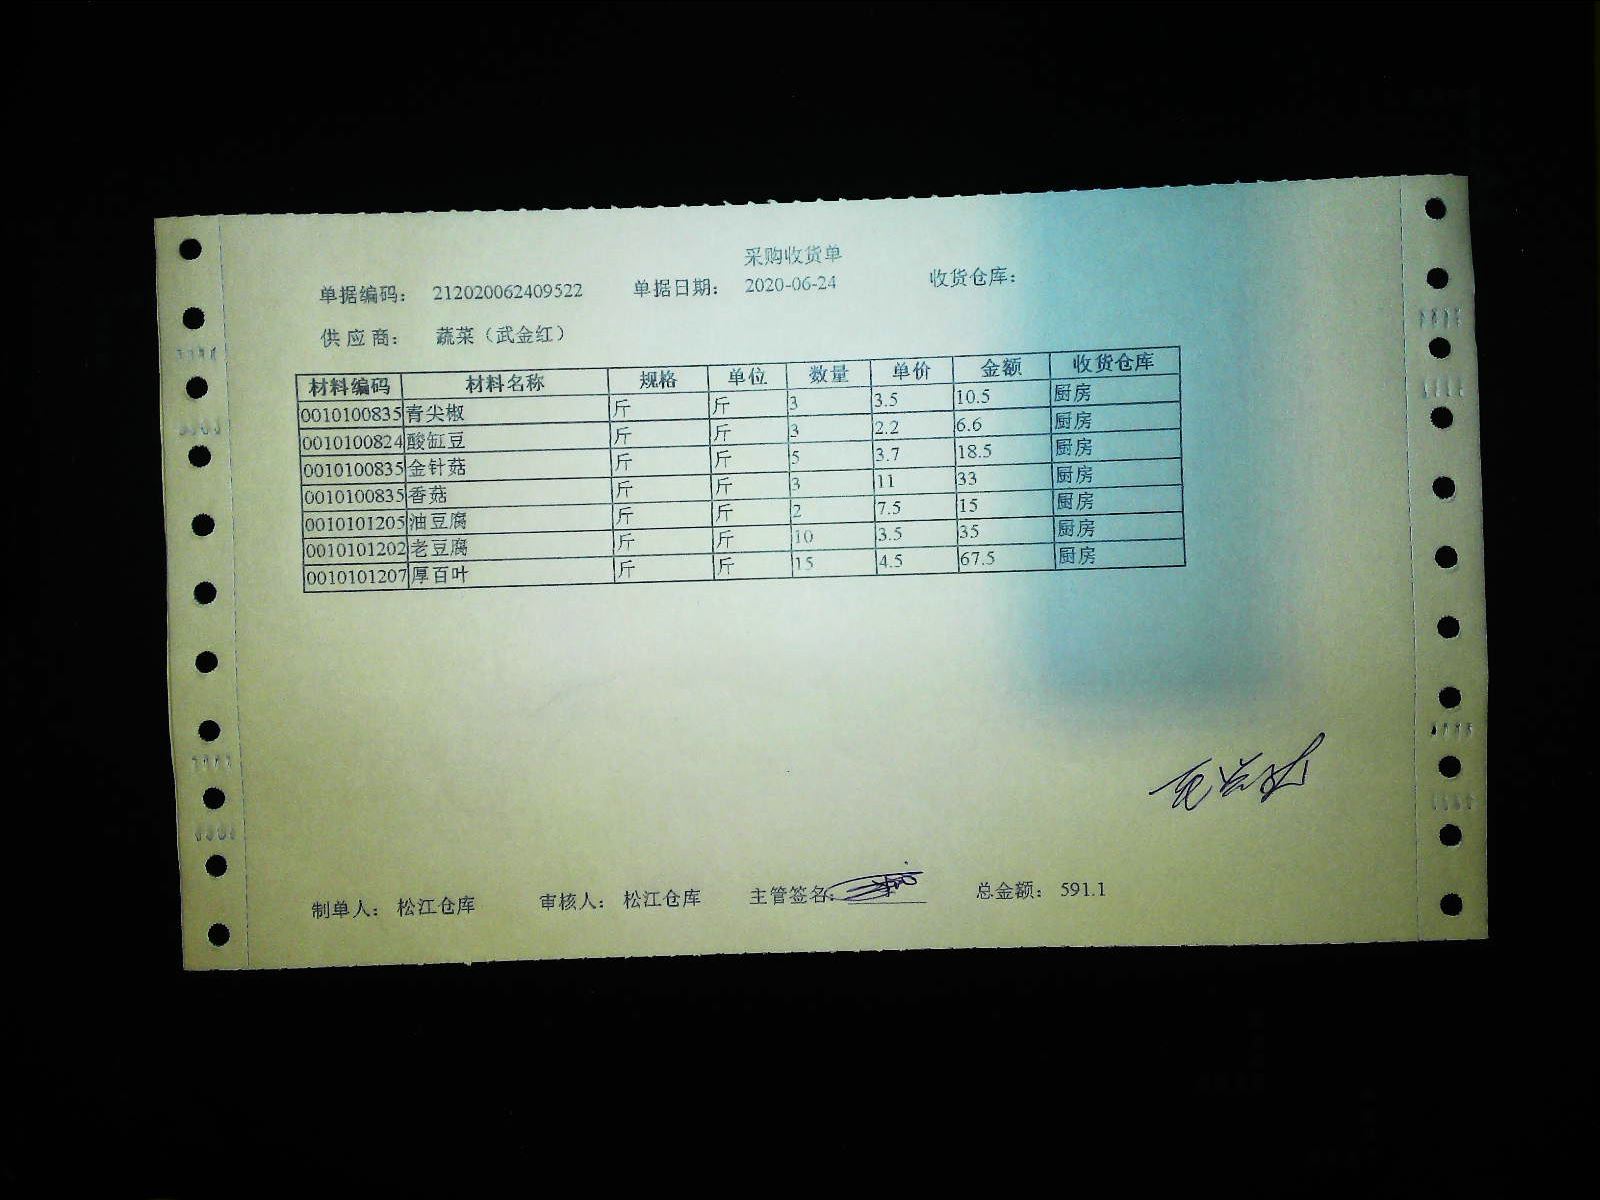 采购收货单
单据编码： 212020062409522 单据日期： 2020-06-24 收货仓库：
供 应 商： 蔬菜（武金红）
材料编码 材料名称 规格 单位 数量 单价 金额 收货仓库
0010100835 青尖椒 斤 斤 3 3.5 10.5 厨房
0010100824 酸缸豆 斤 斤 3 2.2 6.6 厨房
0010100835 金针菇 斤 斤 5 3.7 18.5 厨房
0010100835 香菇 斤 斤 3 11 33 厨房
0010101205 油豆腐 斤 斤 2 7.5 15 厨房
0010101202 老豆腐 斤 斤 10 3.5 35 厨房
0010101207 厚百叶 斤 斤 15 4.5 67.5 厨房
制单人： 松江仓库 审核人： 松江仓库 主管签名: 总金额： 591.1